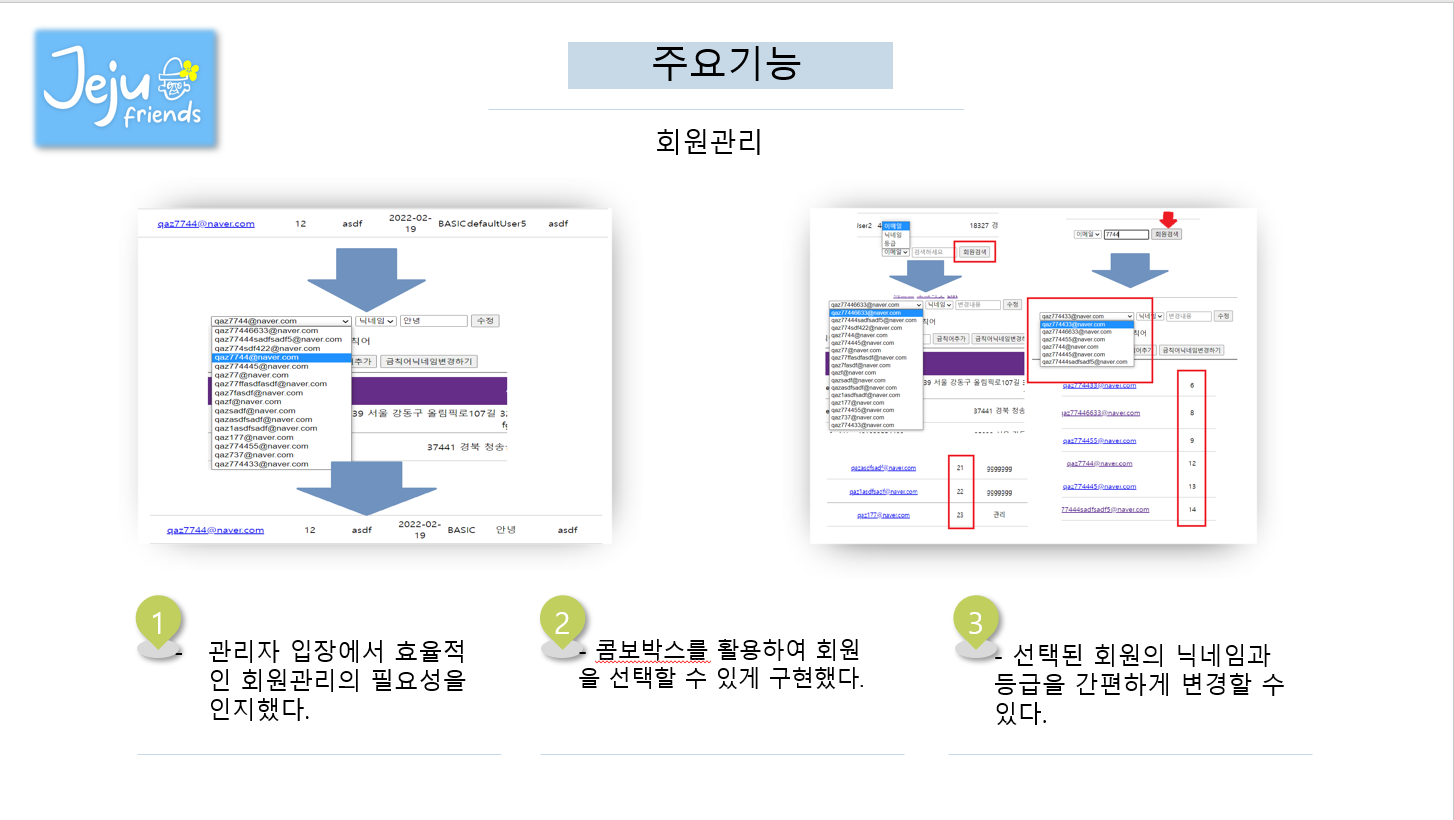 Jeju
friends
주요기능
회원관리
qaz7744@naver.com 12 asdf 2022-02-19 BASIC defaultUser5 asdf
qaz7744@naver.com 닉네임 안녕 수정
qaz77446633@naver.com
qaz77444sadfsadf5@naver.com
qaz774sdf422@naver.com
qaz7744@naver.com
qaz774445@naver.com
qaz77@naver.com
qaz77ffasdfasdf@naver.com
qaz7fasdf@naver.com
qazf@naver.com
qazsadf@naver.com
qazasdfsadf@naver.com
qaz1asdfsadf@naver.com
qaz177@naver.com
qaz774455@naver.com
qaz737@naver.com
qaz774433@naver.com
직어
추가 금칙어닉네임변경하기
39 서울 강동구 올림픽로107길
37441 경북 청송
qaz7744@naver.com 12 asdf 2022-02-19 BASIC 안녕 asdf
Jser2 4 18327 경
이메일
닉네임
등급
이메일 검색하세요 회원검색
qaz77446633@naver.com 닉네임 변경내용 수정
qaz77446633@naver.com
qaz77444sadfsadf5@naver.com
qaz774sdf422@naver.com
qaz7744@naver.com
qaz774445@naver.com
qaz77@naver.com
qaz77ffasdfasdf@naver.com
qaz7fasdf@naver.com
qazf@naver.com
qazsadf@naver.com
qazasdfsadf@naver.com
qaz1asdfsadf@naver.com
qaz177@naver.com
qaz774455@naver.com
qaz737@naver.com
qaz774433@naver.com
직어
금칙어추가 금칙어닉네임변경
39 서울 강동구 올림픽로107길
37441 경북 청송
qazasdfsadf@naver.com 21 ggggggg
qaz1asdfsadf@naver.com 22 ggggggg
qaz177@naver.com 23 관리
이메일 7744 회원검색
qaz774433@naver.com 닉네임 변경내용 수정
qaz774433@naver.com
qaz77446633@naver.com
qaz774455@naver.com
qaz7744@naver.com
qaz774445@naver.com
qaz77444sadfsadf5@naver.com
어추가 금칙어닉네임변경하기
qaz774433@naver.com 6
qaz77446633@naver.com 8
qaz774455@naver.com 9
qaz7744@naver.com 12
qaz774445@naver.com 13
77444sadfsadf5@naver.com 14
1
- 관리자 입장에서 효율적
인 회원관리의 필요성을
인지했다.
2
- 콤보박스를 활용하여 회원
을 선택할 수 있게 구현했다.
3
- 선택된 회원의 닉네임과
등급을 간편하게 변경할 수
있다.